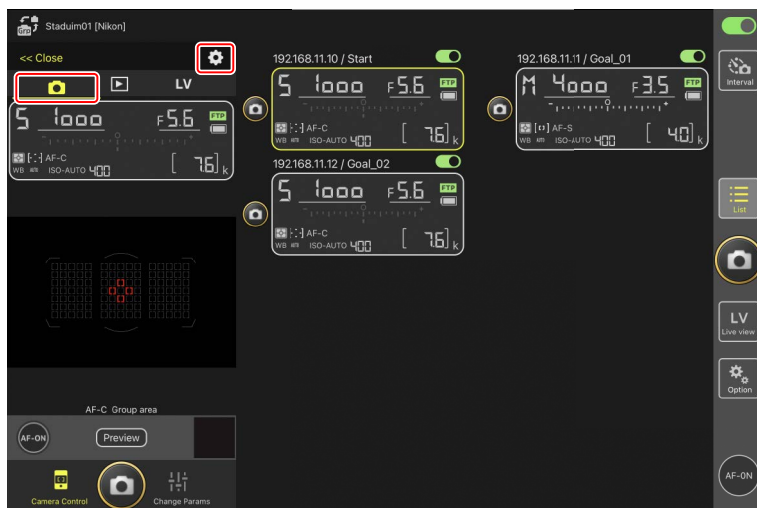 Grp
Staduim01 [Nikon]
<< Close
LV
5 1000 F5.6 FTP
[ ] AF-C
WB ISO-AUTO 400 [ 7.6] k
AF-C Group area
AF-ON
Preview
Camera Control
Change Params
192.168.11.10 / Start
5 1000 F5.6 FTP
[ ] AF-C
WB ISO-AUTO 400 [ 7.6] k
192.168.11.11 / Goal_01
M 4000 F3.5 FTP
[ ] AF-S
WB ISO-AUTO 400 [ 4.0] k
192.168.11.12 / Goal_02
5 1000 F5.6 FTP
[ ] AF-C
WB ISO-AUTO 400 [ 7.6] k
Interval
List
LV
Live view
Option
AF-ON